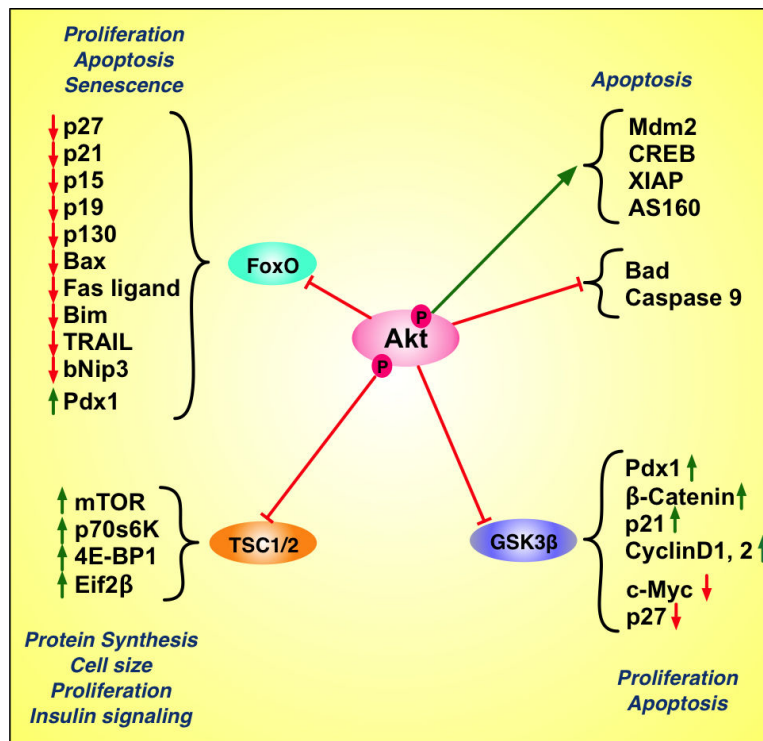 Proliferation
Apoptosis
Senescence
p27
p21
p15
p19
p130
Bax
Fas ligand
Bim
TRAIL
bNip3
Pdx1
FoxO
Apoptosis
Mdm2
CREB
XIAP
AS160
Bad
Caspase 9
P
Akt
P
mTOR
p70s6K
4E-BP1
Eif2β
TSC1/2
Protein Synthesis
Cell size
Proliferation
Insulin signaling
GSK3β
Pdx1
β-Catenin
p21
CyclinD1, 2
c-Myc
p27
Proliferation
Apoptosis